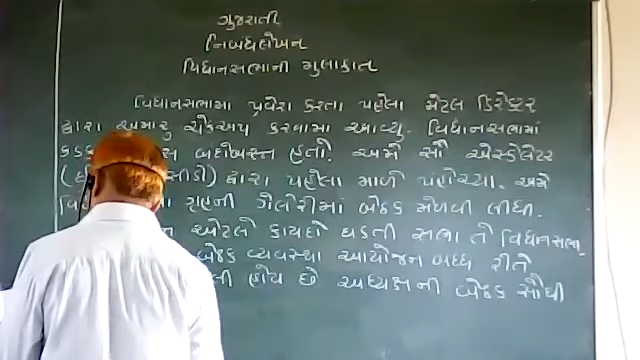 ગુજરાતી
નિબંધલેખન
વિધાનસભાની મુલાકાત
વિધાનસભામા પ્રવેશ કરતા પહેલા મેટલ ડિરેક્ટર
દ્વારા અમારુ ચેકઅપ કરવામા આવ્યુ. વિધાનસભામાં
બંદોબસ્ત હતો. અમે સૌ એસ્કેલેટર
સીડી) દ્વારા પહેલા માળે પહોચ્યા. અમે
ગૃહની ગેલેરીમાં બેઠક મેળવી લીધી.
એટલે કાયદો ઘડતી સભા તે વિધાનસભા.
બેઠક વ્યવસ્થા આયોજન બધ્ધ રીતે
હોય છે અધ્યક્ષની બેઠક સૌથી